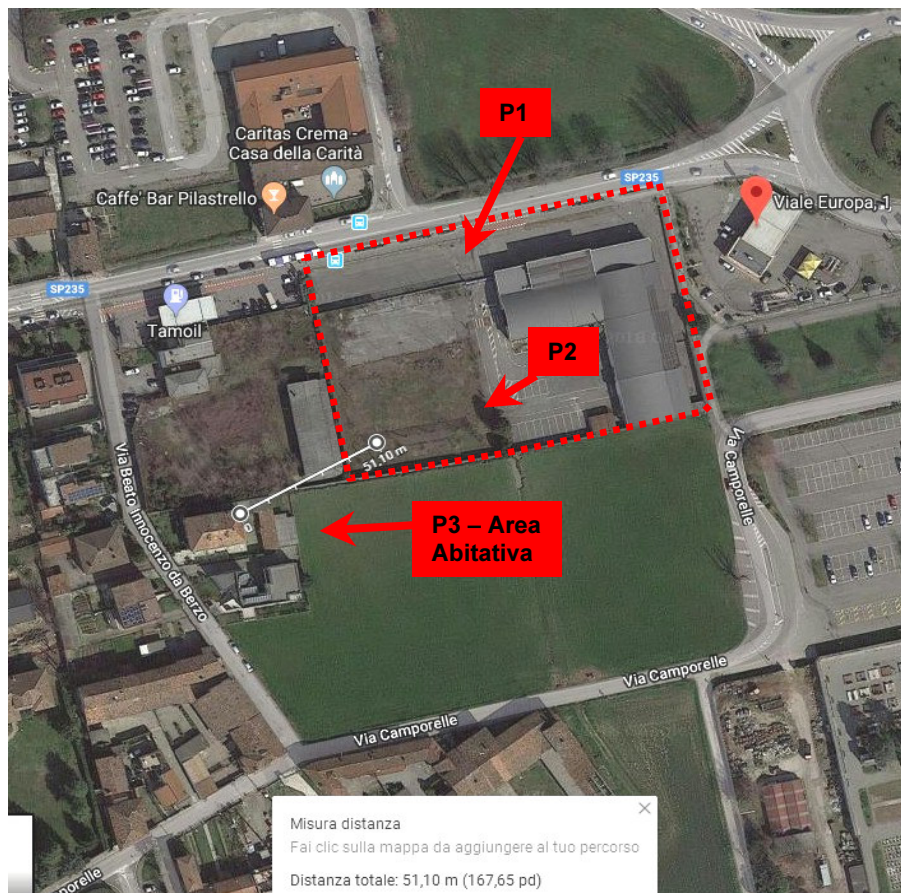 P1
Caritas Crema -
Casa della Carità
Caffe' Bar Pilastrello
SP235
Viale Europa, 1
SP235
Tamoil
P2
51,10 m
Via Camporelle
P3 – Area
Abitativa
Via Beato Innocenzo da Berzo
Via Camporelle
Via Camporelle
Misura distanza
Fai clic sulla mappa da aggiungere al tuo percorso
Distanza totale: 51,10 m (167,65 pd)